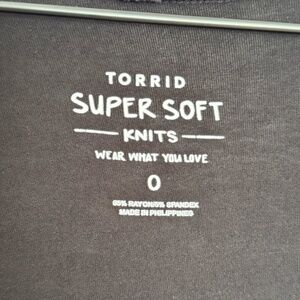 TORRID
SUPER SOFT
KNITS
WEAR WHAT YOU LOVE
0
95% RAYON/5% SPANDEX
MADE IN PHILIPPINES